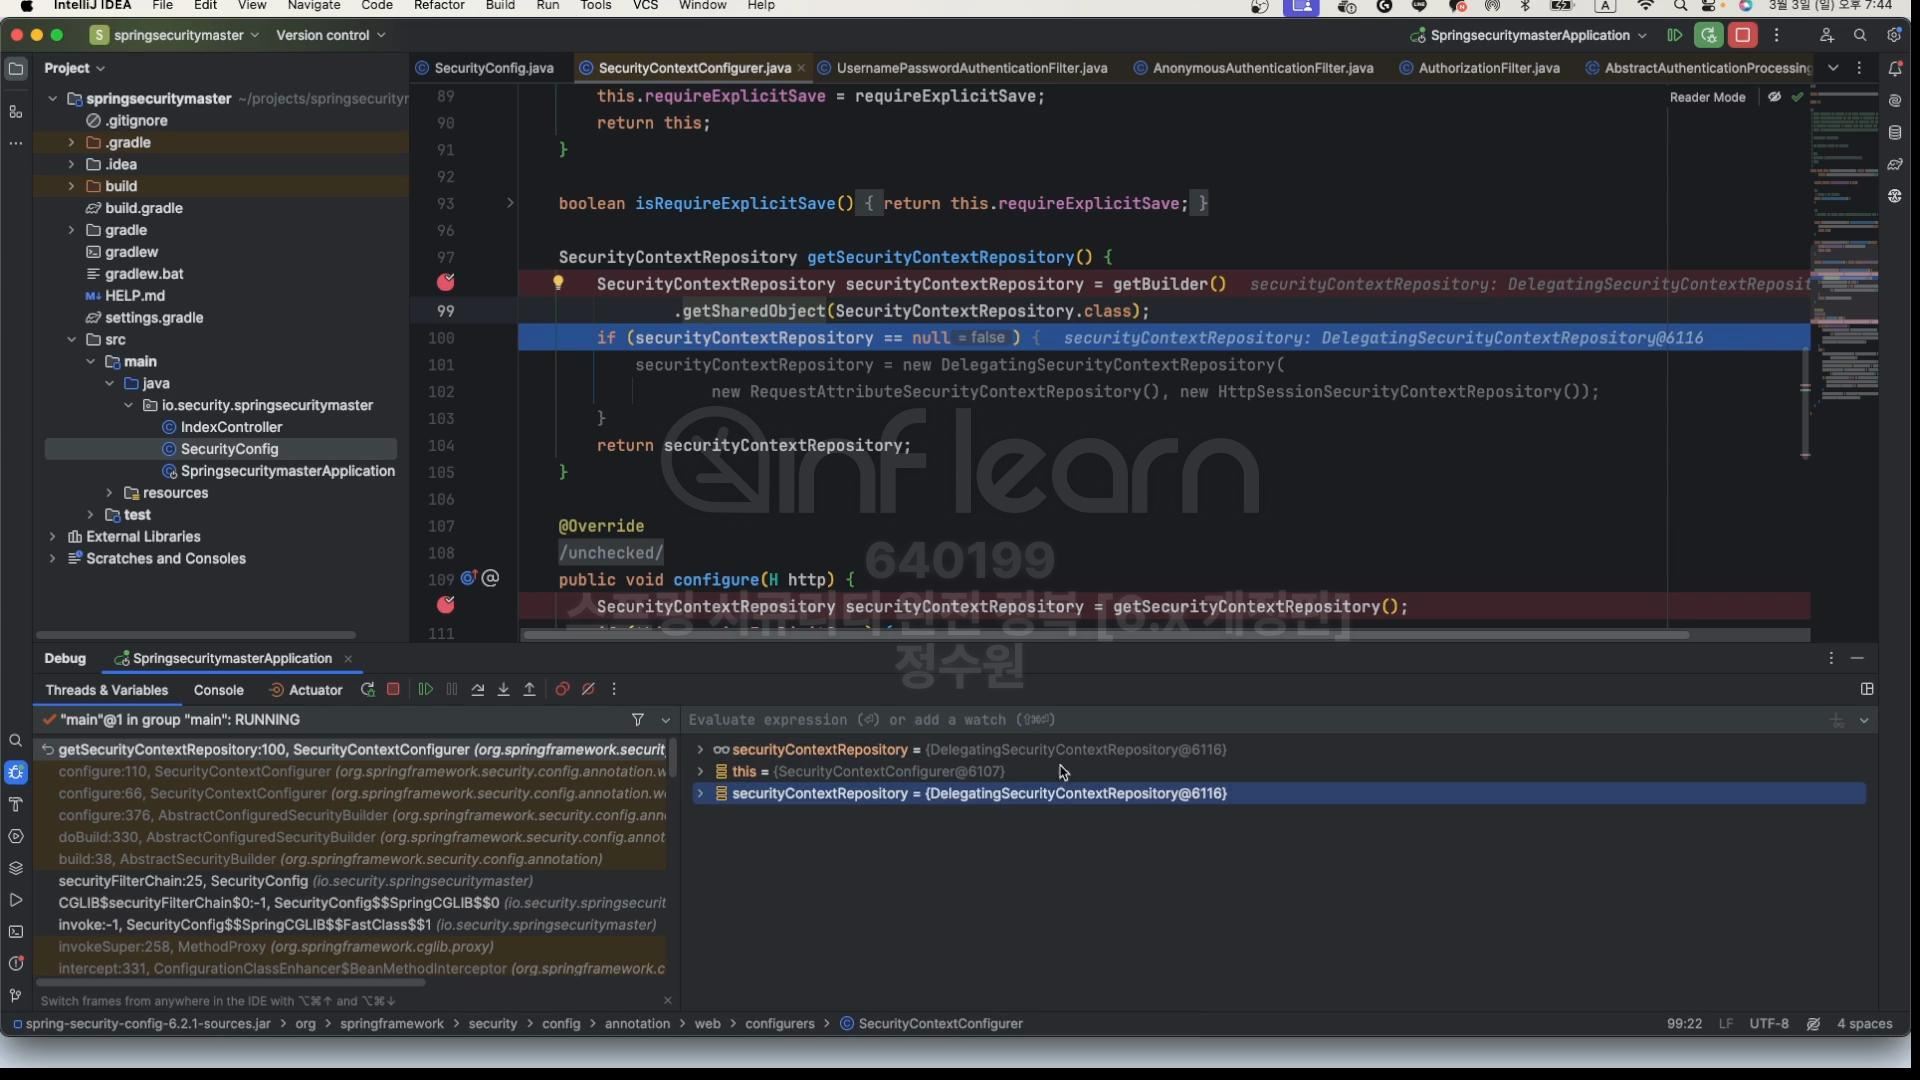 IntelliJ IDEA File Edit View Navigate Code Refactor Build Run Tools VCS Window Help A 3월 3일 (일) 오후 7:44
S springsecuritymaster Version control SpringsecuritymasterApplication
Project
SecurityConfig.java SecurityContextConfigurer.java UsernamePasswordAuthenticationFilter.java AnonymousAuthenticationFilter.java AuthorizationFilter.java AbstractAuthenticationProcessing
springsecuritymaster ~/projects/springsecurityr
.gitignore
.gradle
.idea
build
build.gradle
gradle
gradlew
gradlew.bat
HELP.md
settings.gradle
src
main
java
io.security.springsecuritymaster
IndexController
SecurityConfig
SpringsecuritymasterApplication
resources
test
External Libraries
Scratches and Consoles
Reader Mode
89 this.requireExplicitSave = requireExplicitSave;
90 return this;
91 }
92
93 boolean isRequireExplicitSave() { return this.requireExplicitSave; }
96
97 SecurityContextRepository getSecurityContextRepository() {
SecurityContextRepository securityContextRepository = getBuilder() securityContextRepository: DelegatingSecurityContextReposit
99 .getSharedObject(SecurityContextRepository.class);
100 if (securityContextRepository == null = false ) { securityContextRepository: DelegatingSecurityContextRepository@6116
101 securityContextRepository = new DelegatingSecurityContextRepository(
102 new RequestAttributeSecurityContextRepository(), new HttpSessionSecurityContextRepository());
103 }
104 return securityContextRepository;
105 }
106
107 @Override
108 /unchecked/
109 public void configure(H http) {
SecurityContextRepository securityContextRepository = getSecurityContextRepository();
111
inflearn
640199
스프링 시큐리티 완전 정복 [6.x 개정판]
정수원
Debug SpringsecuritymasterApplication
Threads & Variables Console Actuator
"main"@1 in group "main": RUNNING
Evaluate expression (⏎) or add a watch (⇧⌘⏎)
getSecurityContextRepository:100, SecurityContextConfigurer (org.springframework.securit
configure:110, SecurityContextConfigurer (org.springframework.security.config.annotation.w
configure:66, SecurityContextConfigurer (org.springframework.security.config.annotation.we
configure:376, AbstractConfiguredSecurityBuilder (org.springframework.security.config.ann
doBuild:330, AbstractConfiguredSecurityBuilder (org.springframework.security.config.annot
build:38, AbstractSecurityBuilder (org.springframework.security.config.annotation)
securityFilterChain:25, SecurityConfig (io.security.springsecuritymaster)
CGLIB$securityFilterChain$0:-1, SecurityConfig$$SpringCGLIB$$0 (io.security.springsecurit
invoke:-1, SecurityConfig$$SpringCGLIB$$FastClass$$1 (io.security.springsecuritymaster)
invokeSuper:258, MethodProxy (org.springframework.cglib.proxy)
intercept:331, ConfigurationClassEnhancer$BeanMethodInterceptor (org.springframework.c
securityContextRepository = {DelegatingSecurityContextRepository@6116}
this = {SecurityContextConfigurer@6107}
securityContextRepository = {DelegatingSecurityContextRepository@6116}
Switch frames from anywhere in the IDE with ⌥⌘↑ and ⌥⌘↓
spring-security-config-6.2.1-sources.jar > org > springframework > security > config > annotation > web > configurers > SecurityContextConfigurer 99:22 LF UTF-8 4 spaces